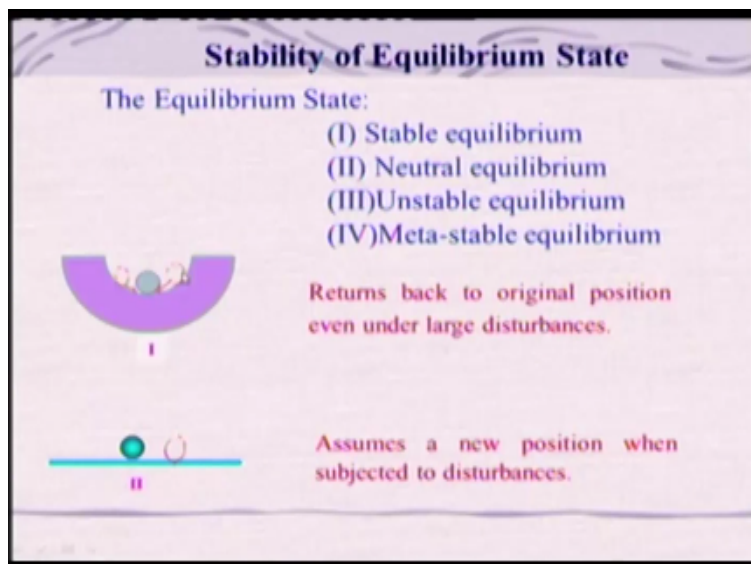 Stability of Equilibrium State
The Equilibrium State:
(I) Stable equilibrium
(II) Neutral equilibrium
(III)Unstable equilibrium
(IV)Meta-stable equilibrium
Returns back to original position
even under large disturbances.
I
Assumes a new position when
subjected to disturbances.
II